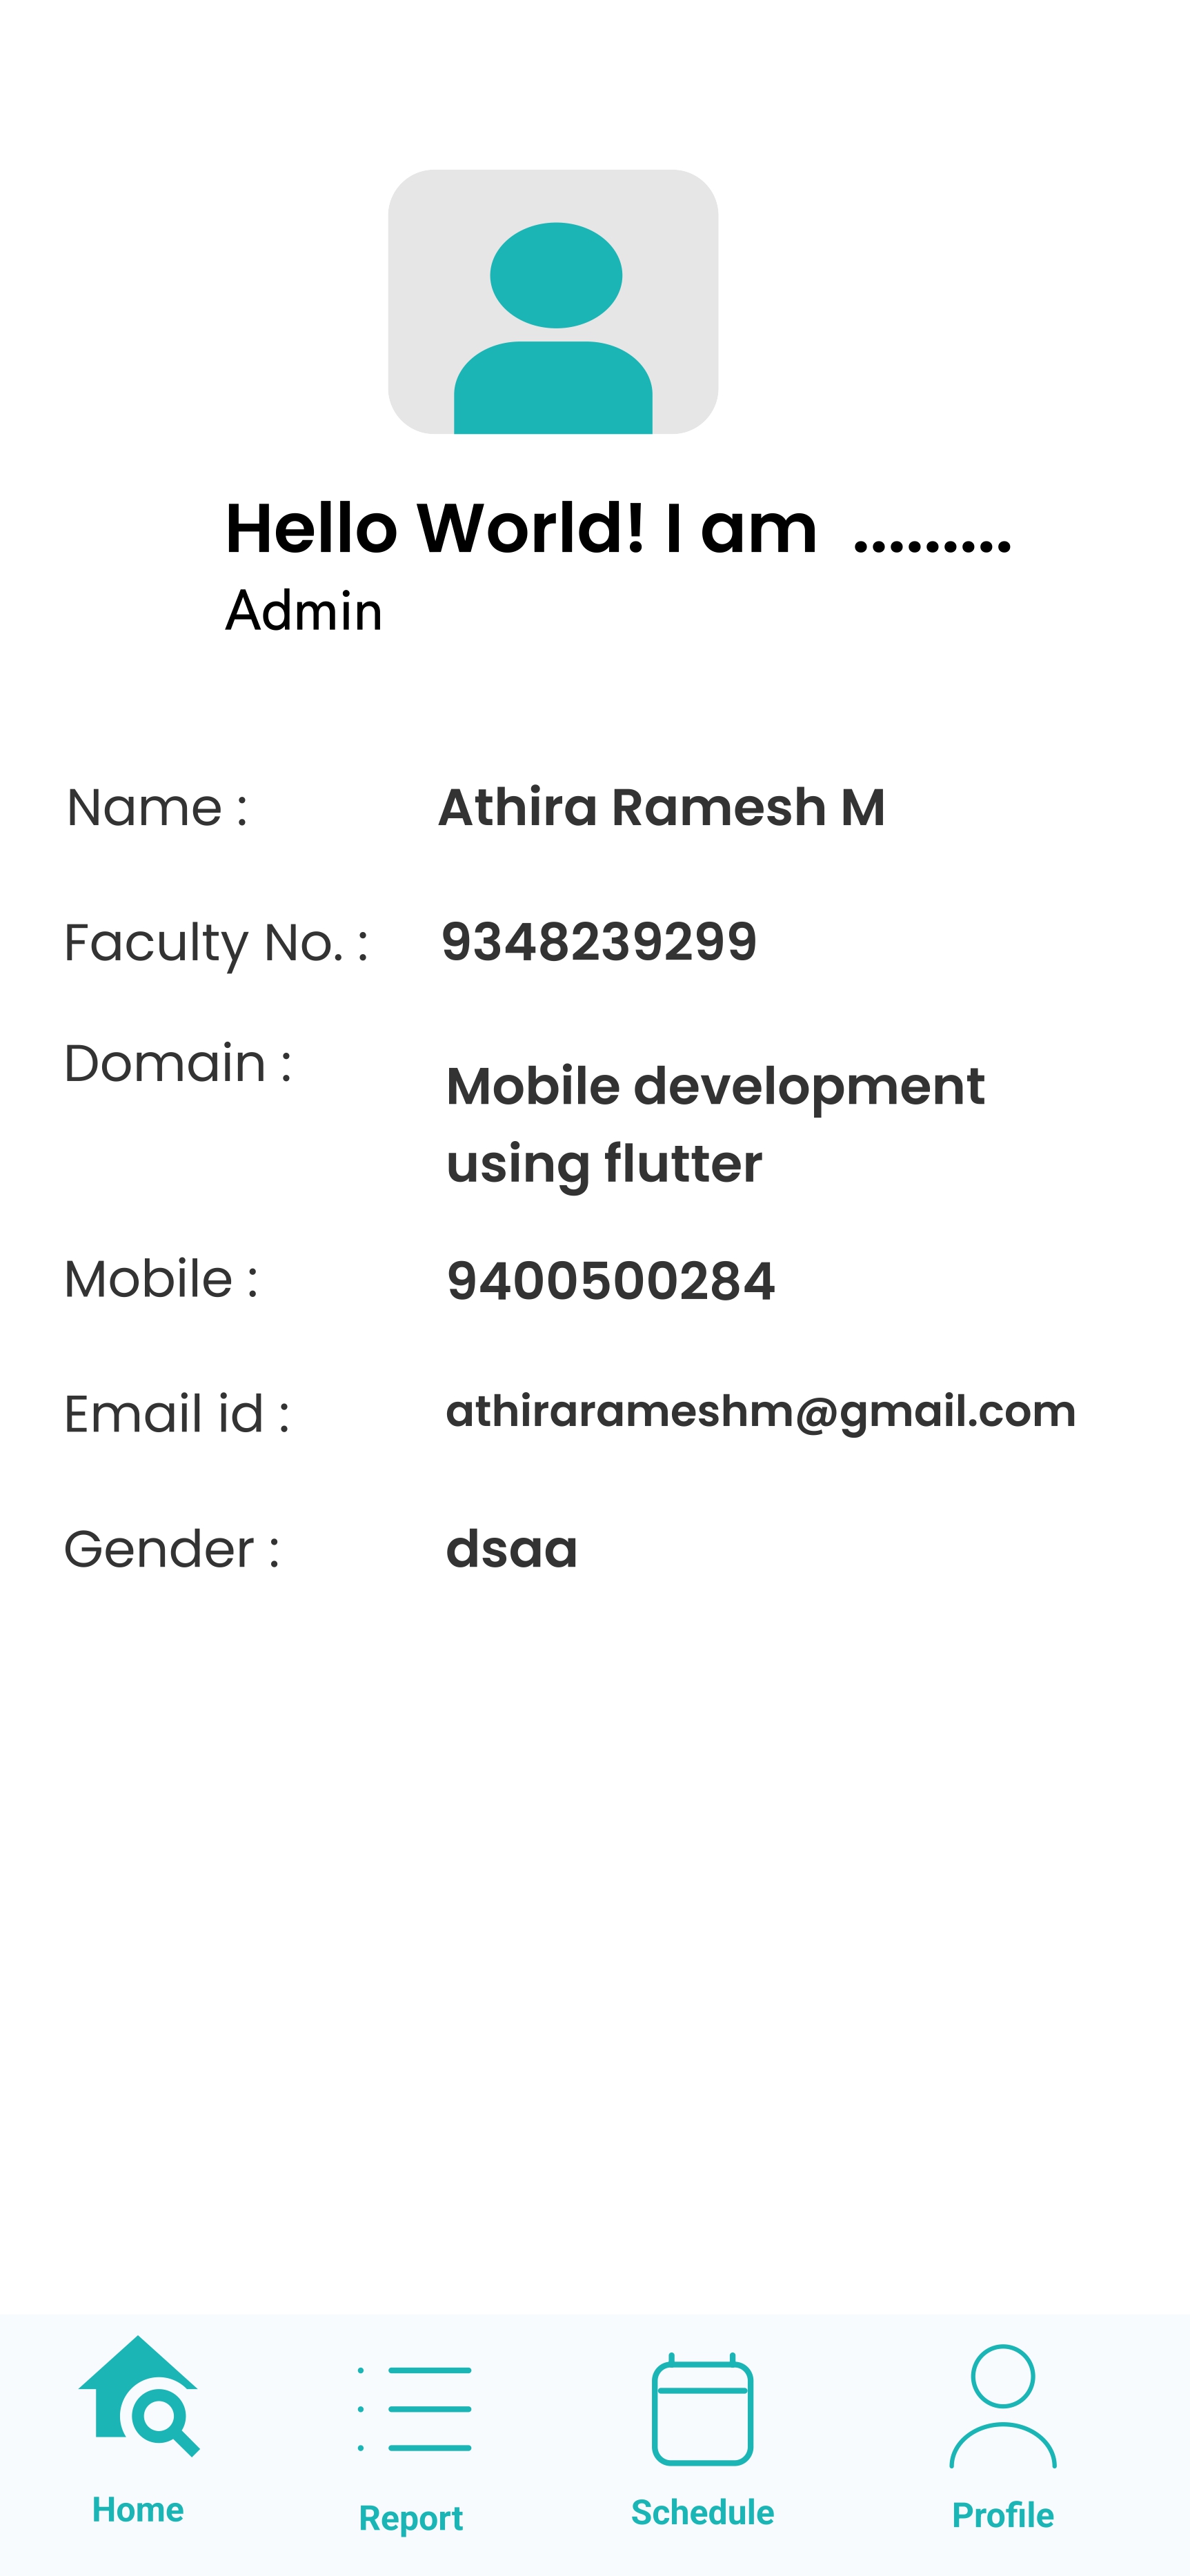 Hello World! I am .........
Admin
Name : Athira Ramesh M
Faculty No. : 9348239299
Domain : Mobile development
using flutter
Mobile : 9400500284
Email id : athirarameshm@gmail.com
Gender : dsaa
Home Report Schedule Profile